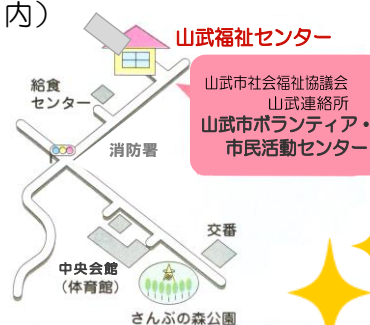 内）
山武福祉センター
山武市社会福祉協議会
山武連絡所
山武市ボランティア・
市民活動センター
給食
センター
消防署
交番
中央会館
（体育館）
さんぶの森公園